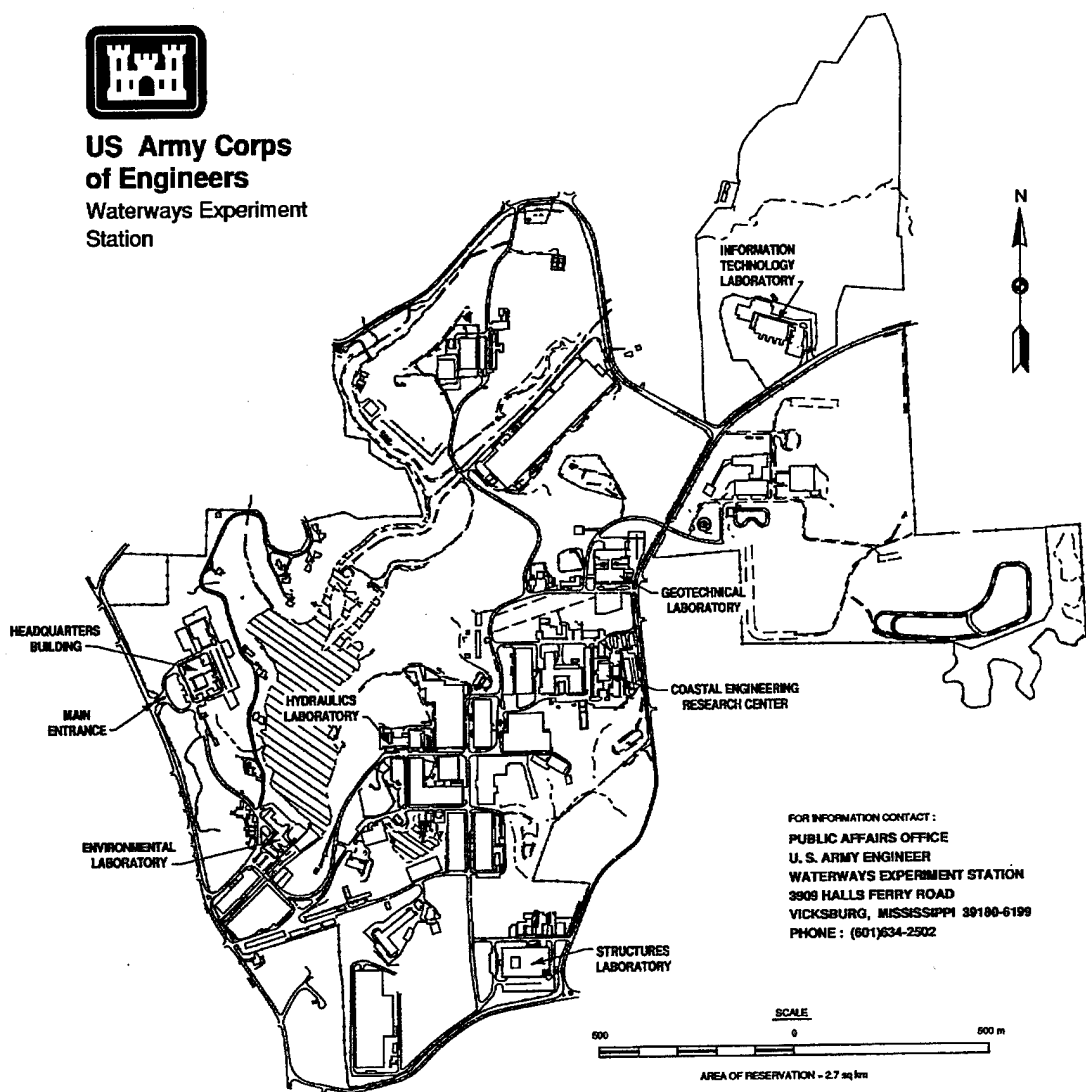 US Army Corps
of Engineers
Waterways Experiment
Station
N
INFORMATION
TECHNOLOGY
LABORATORY
GEOTECHNICAL
LABORATORY
HEADQUARTERS
BUILDING
MAIN
ENTRANCE
HYDRAULICS
LABORATORY
COASTAL ENGINEERING
RESEARCH CENTER
ENVIRONMENTAL
LABORATORY
STRUCTURES
LABORATORY
FOR INFORMATION CONTACT :
PUBLIC AFFAIRS OFFICE
U. S. ARMY ENGINEER
WATERWAYS EXPERIMENT STATION
3909 HALLS FERRY ROAD
VICKSBURG, MISSISSIPPI 39180-6199
PHONE : (601)634-2502
SCALE
500 0 500 m
AREA OF RESERVATION - 2.7 sq km